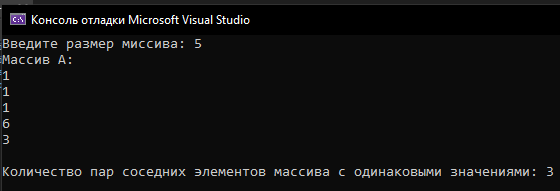 Консоль отладки Microsoft Visual Studio
Введите размер миссива: 5
Массив A:
1
1
1
6
3
Количество пар соседних элементов массива с одинаковыми значениями: 3